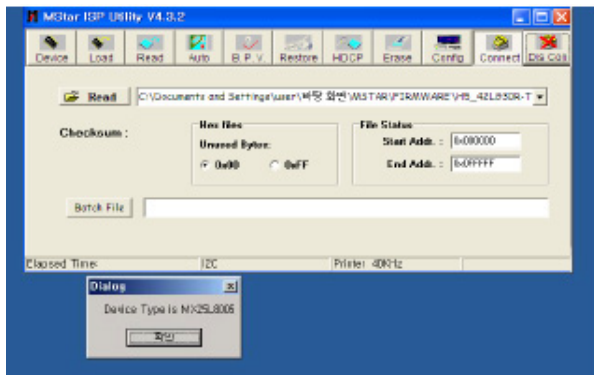 MStar ISP Utility V4.3.2
Device Load Read Auto B.P.V. Restore HDCP Erase Config Connect Dis Con
Read C:\Documents and Settings\user\바탕 화면\MSTAR\FIRMWARE\
Checksum :
Hex files
Unused Bytes:
0x00 0xFF
File Status
Start Addr. : 0x000000
End Addr. : 0x0FFFFF
Batch File
Elapsed Time: I2C Printer 40KHz
Dialog
Device Type is MX25L8005
확인